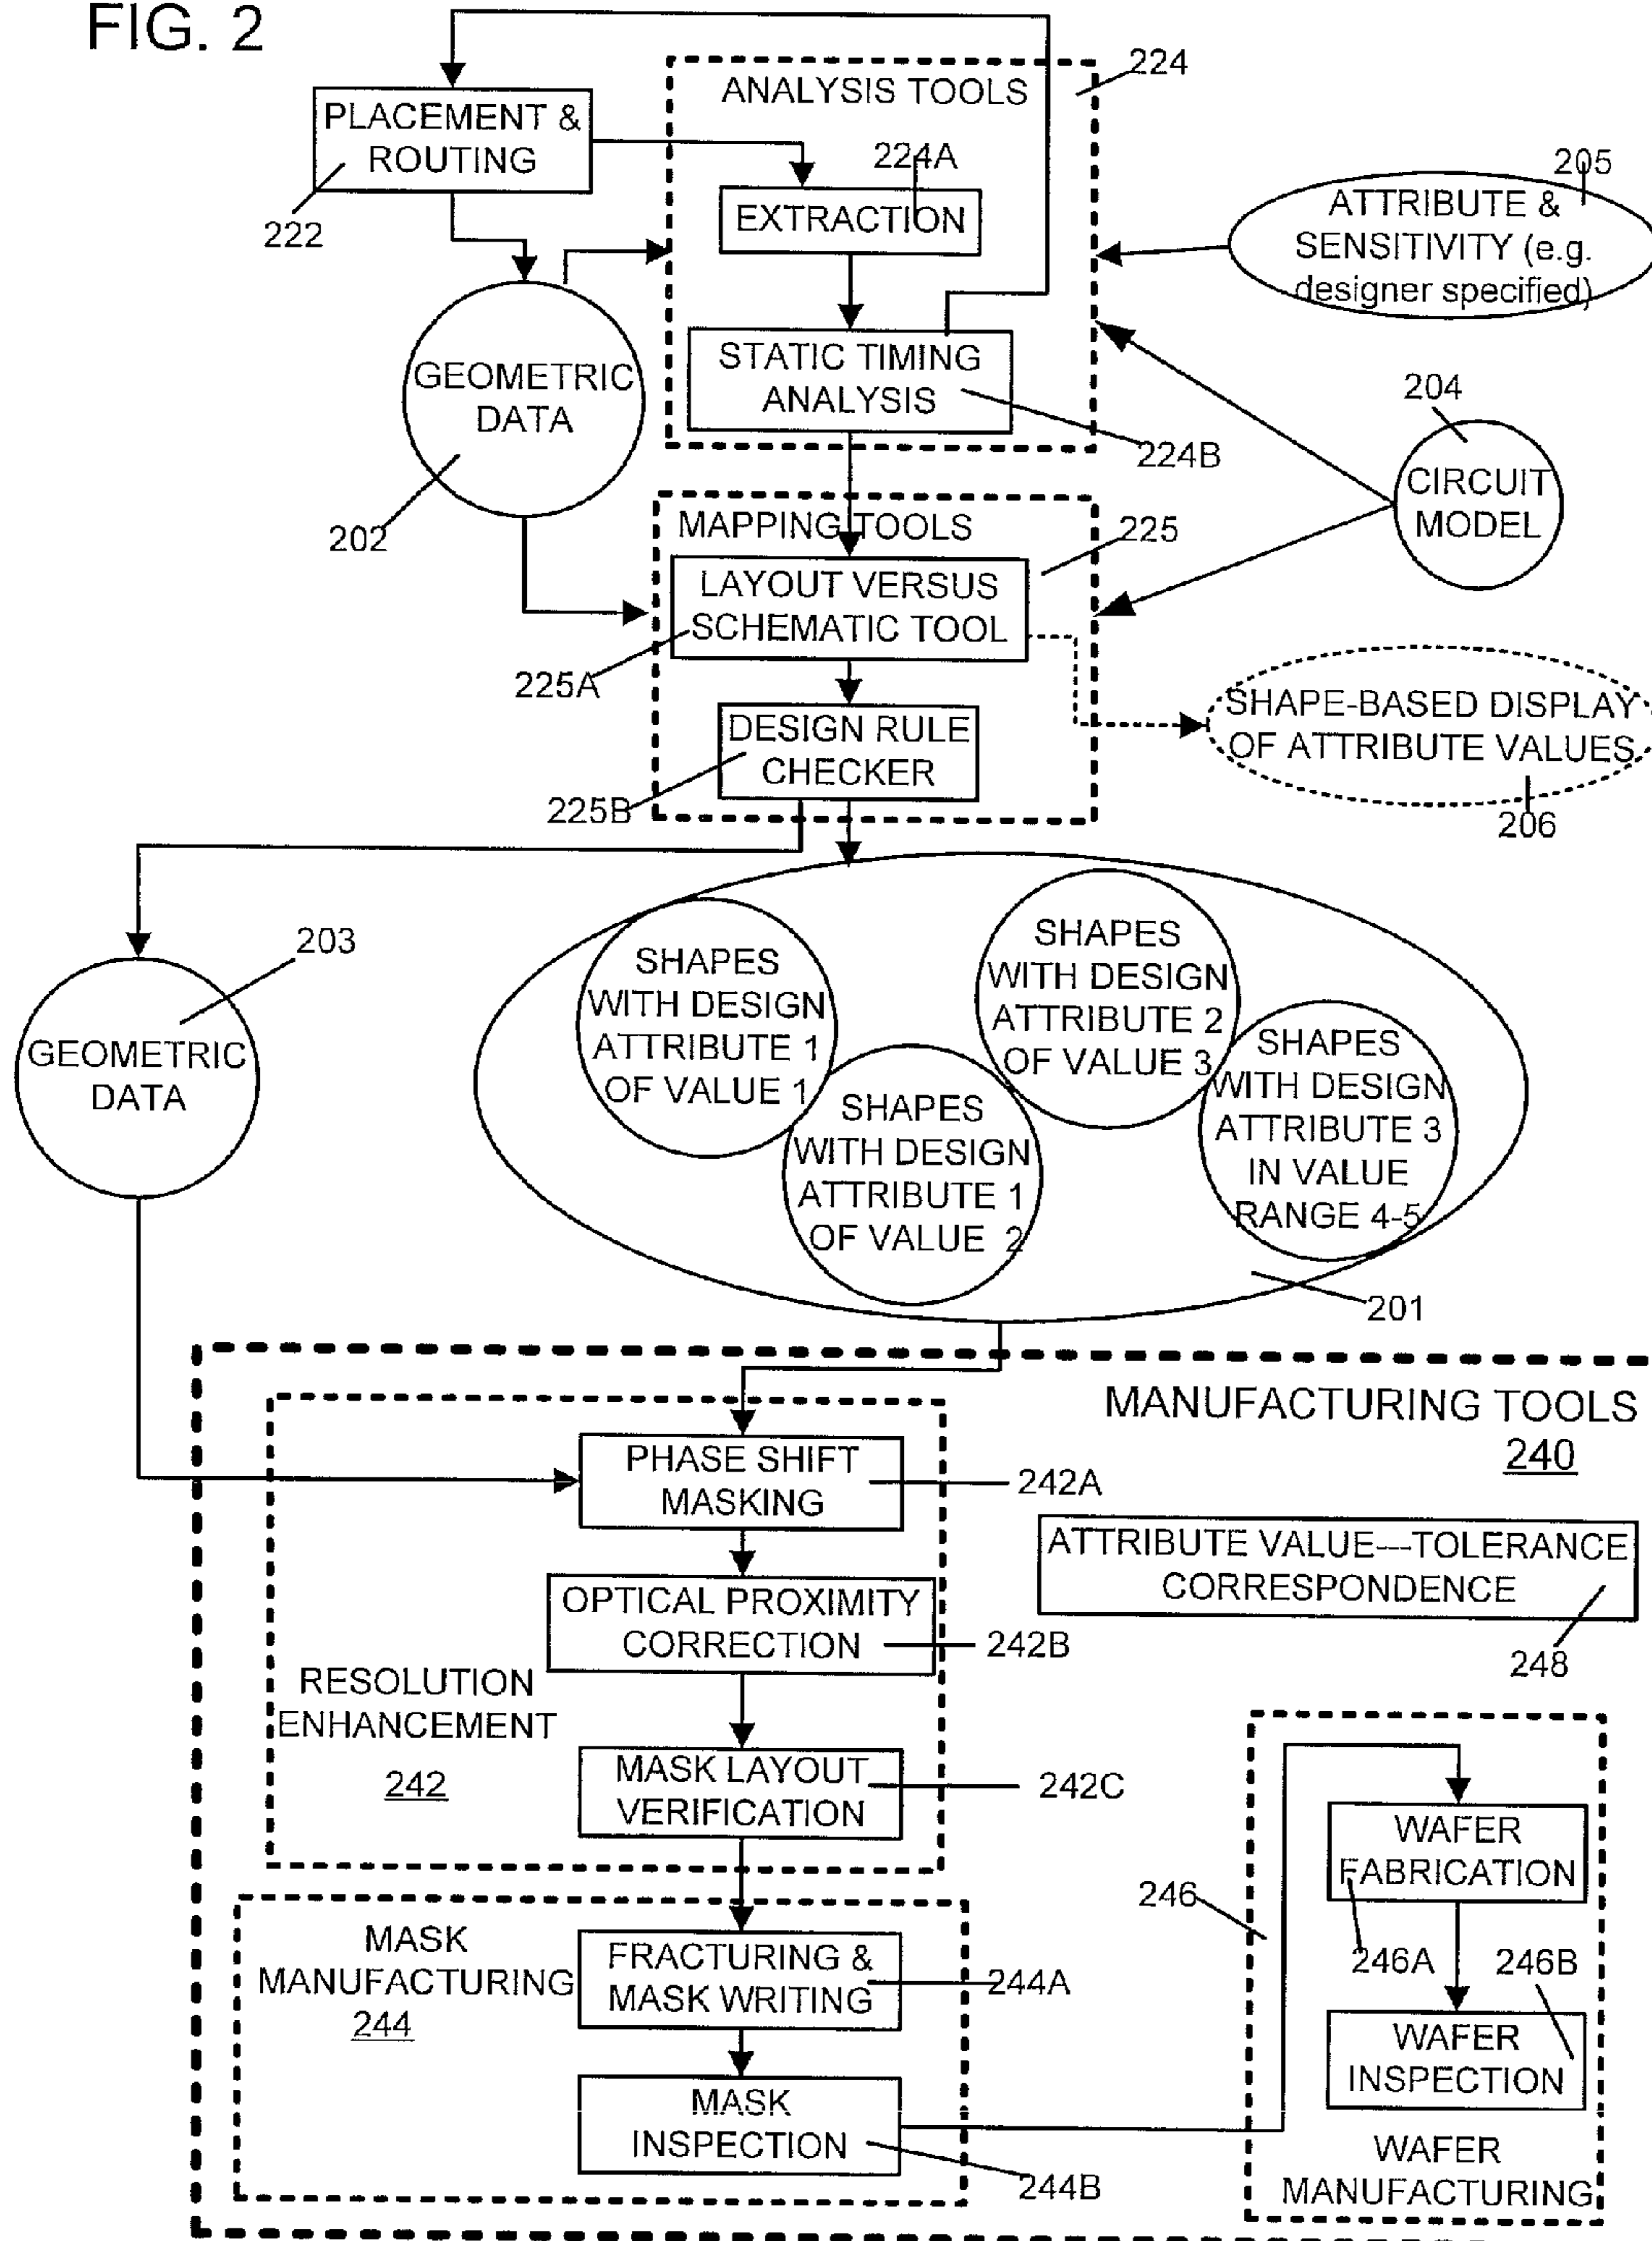 FIG. 2
PLACEMENT &
ROUTING
222
ANALYSIS TOOLS
224
224A
EXTRACTION
STATIC TIMING
ANALYSIS
224B
205
ATTRIBUTE &
SENSITIVITY (e.g.
designer specified)
GEOMETRIC
DATA
202
204
CIRCUIT
MODEL
MAPPING TOOLS
225
LAYOUT VERSUS
SCHEMATIC TOOL
225A
DESIGN RULE
CHECKER
225B
SHAPE-BASED DISPLAY
OF ATTRIBUTE VALUES
206
203
GEOMETRIC
DATA
SHAPES
WITH DESIGN
ATTRIBUTE 1
OF VALUE 1
SHAPES
WITH DESIGN
ATTRIBUTE 1
OF VALUE 2
SHAPES
WITH DESIGN
ATTRIBUTE 2
OF VALUE 3
SHAPES
WITH DESIGN
ATTRIBUTE 3
IN VALUE
RANGE 4-5
201
MANUFACTURING TOOLS
240
PHASE SHIFT
MASKING
242A
ATTRIBUTE VALUE---TOLERANCE
CORRESPONDENCE
248
OPTICAL PROXIMITY
CORRECTION
242B
RESOLUTION
ENHANCEMENT
242
MASK LAYOUT
VERIFICATION
242C
MASK
MANUFACTURING
244
FRACTURING &
MASK WRITING
244A
MASK
INSPECTION
244B
246
WAFER
FABRICATION
246A
246B
WAFER
INSPECTION
WAFER
MANUFACTURING